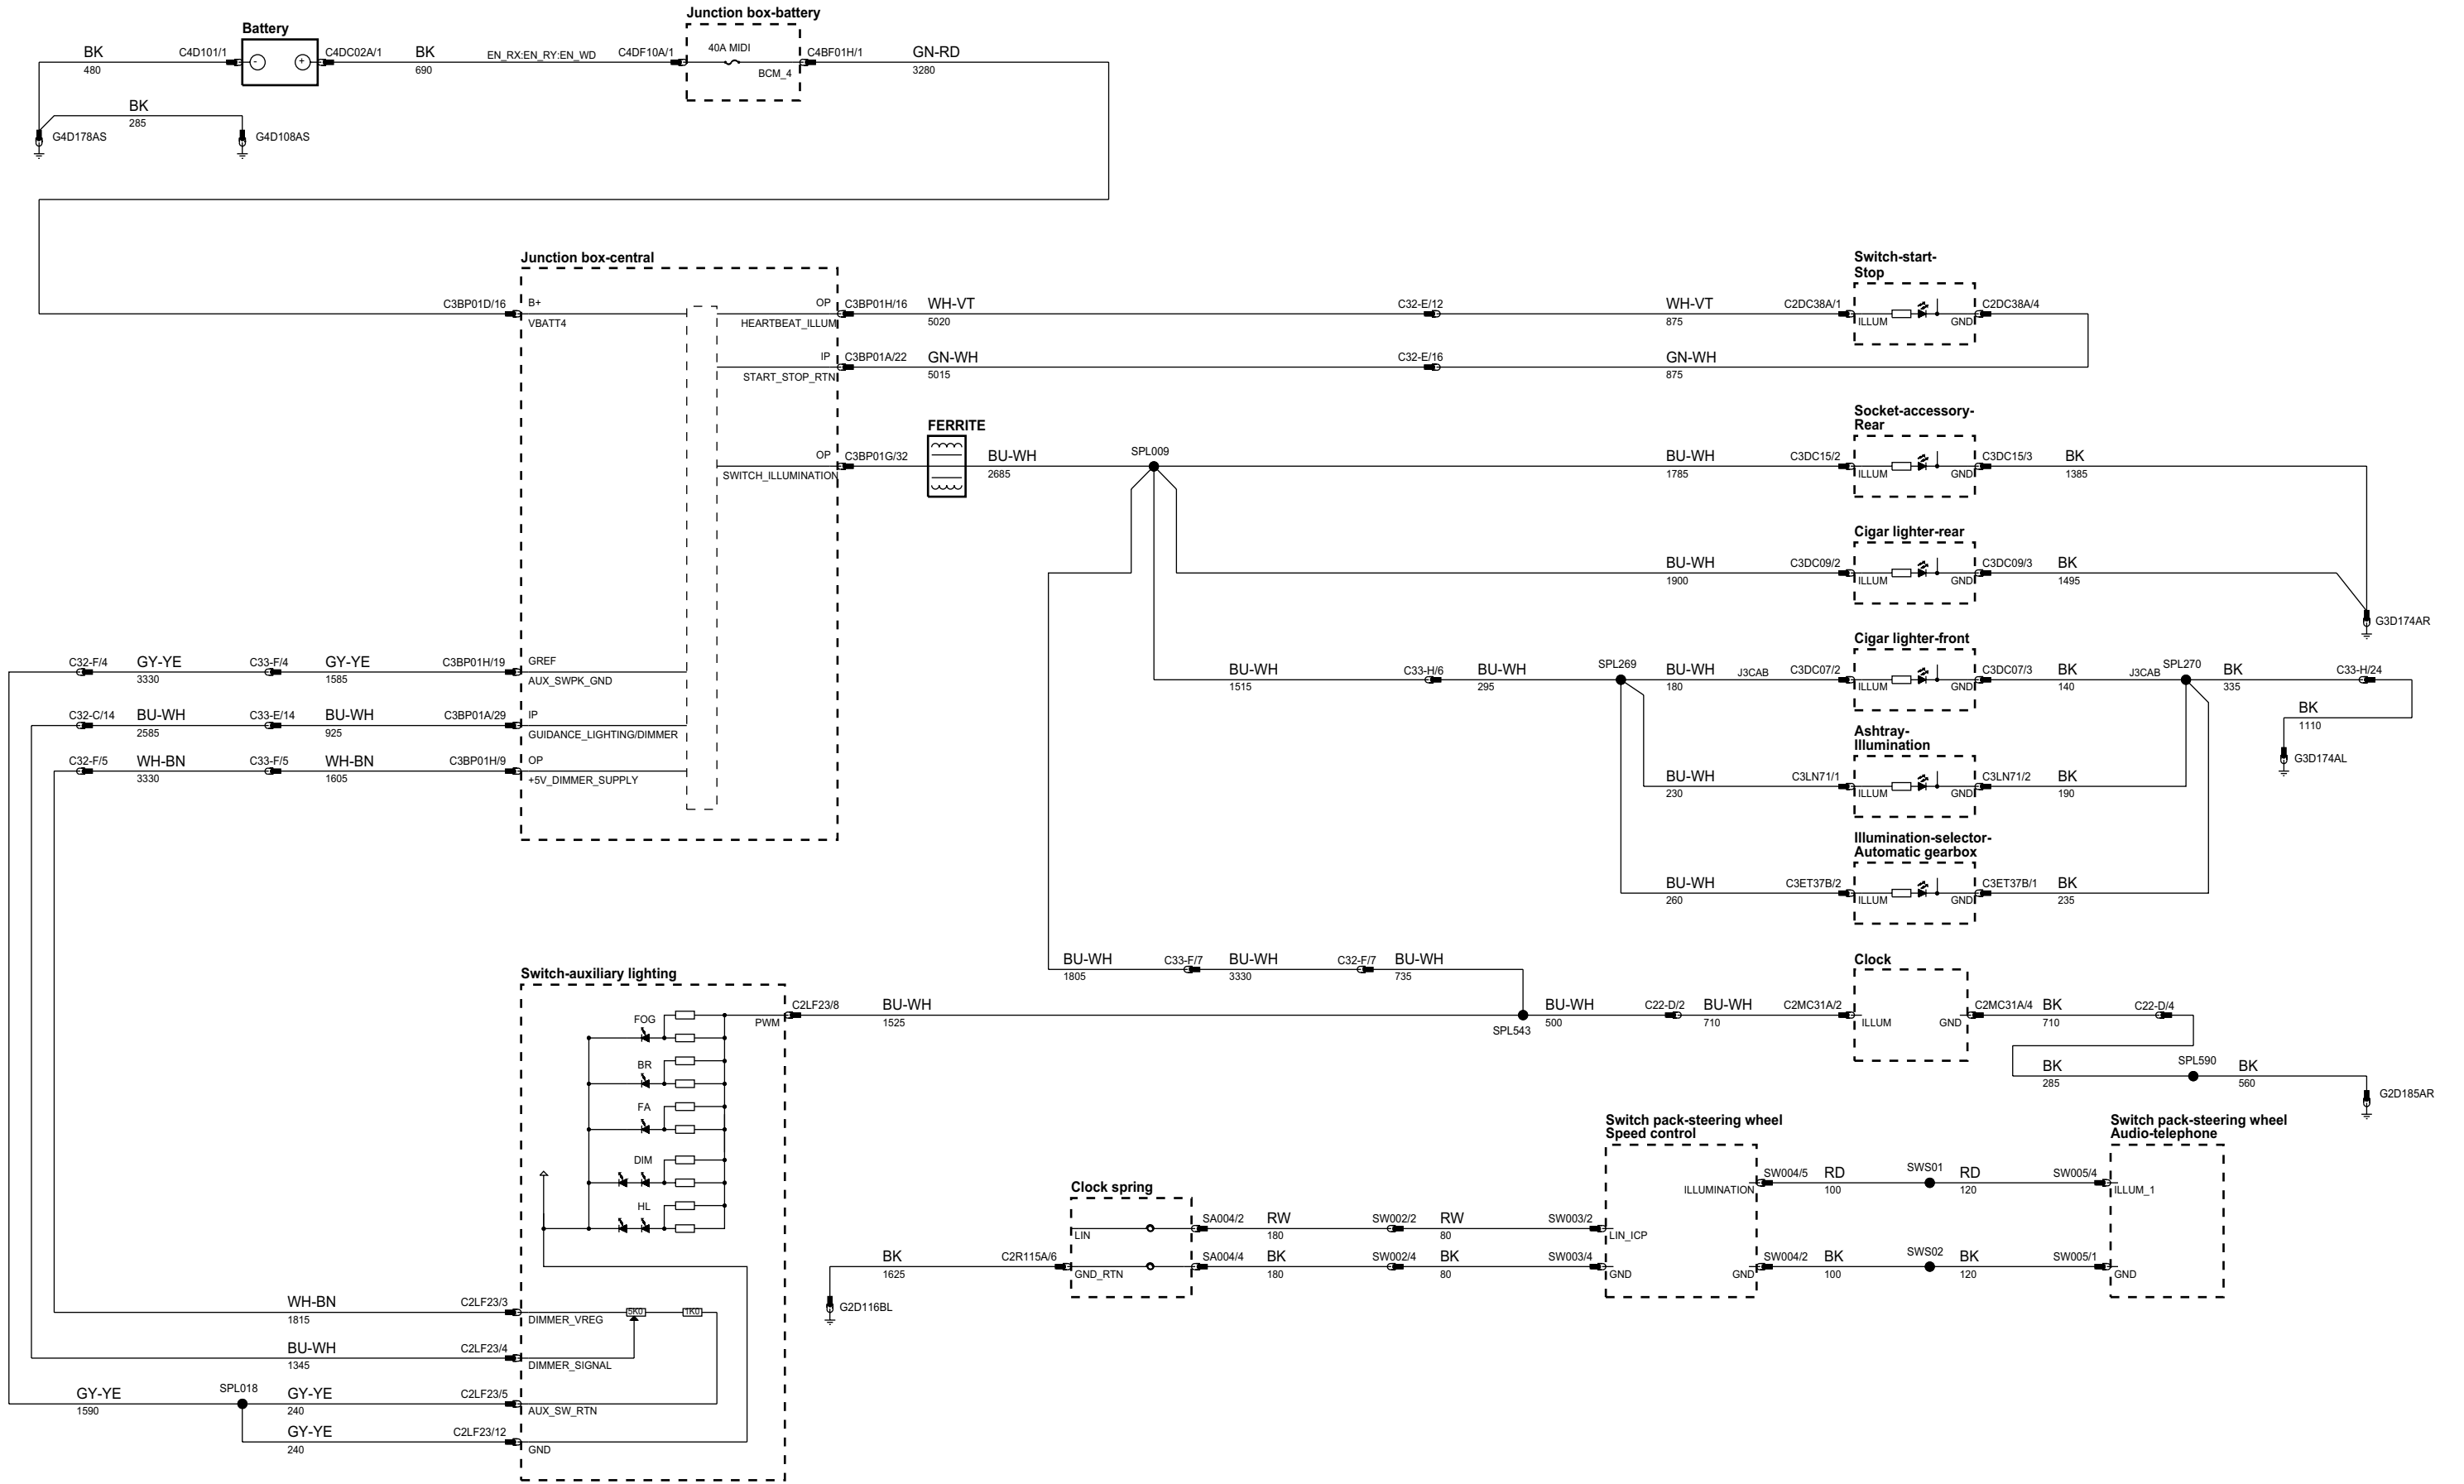 Junction box-battery
Battery
BK
480
C4D101/1
-
+
C4DC02A/1
BK
690
EN_RX:EN_RY:EN_WD
C4DF10A/1
40A MIDI
BCM_4
C4BF01H/1
GN-RD
3280
BK
285
G4D178AS
G4D108AS
Junction box-central
C3BP01D/16
B+
VBATT4
OP
HEARTBEAT_ILLUM
C3BP01H/16
WH-VT
5020
C32-E/12
WH-VT
875
C2DC38A/1
Switch-start-
Stop
ILLUM
GND
C2DC38A/4
IP
START_STOP_RTN
C3BP01A/22
GN-WH
5015
C32-E/16
GN-WH
875
OP
SWITCH_ILLUMINATION
C3BP01G/32
FERRITE
BU-WH
2685
SPL009
BU-WH
1785
C3DC15/2
Socket-accessory-
Rear
ILLUM
GND
C3DC15/3
BK
1385
BU-WH
1900
C3DC09/2
Cigar lighter-rear
ILLUM
GND
C3DC09/3
BK
1495
G3D174AR
C32-F/4
GY-YE
3330
C33-F/4
GY-YE
1585
C3BP01H/19
GREF
AUX_SWPK_GND
BU-WH
1515
C33-H/6
BU-WH
295
SPL269
BU-WH
180
J3CAB
C3DC07/2
Cigar lighter-front
ILLUM
GND
C3DC07/3
BK
140
J3CAB
SPL270
BK
335
C33-H/24
BK
1110
G3D174AL
C32-C/14
BU-WH
2585
C33-E/14
BU-WH
925
C3BP01A/29
IP
GUIDANCE_LIGHTING/DIMMER
C32-F/5
WH-BN
3330
C33-F/5
WH-BN
1605
C3BP01H/9
OP
+5V_DIMMER_SUPPLY
BU-WH
230
C3LN71/1
Ashtray-
Illumination
ILLUM
GND
C3LN71/2
BK
190
BU-WH
260
C3ET37B/2
Illumination-selector-
Automatic gearbox
ILLUM
GND
C3ET37B/1
BK
235
BU-WH
1805
C33-F/7
BU-WH
3330
C32-F/7
BU-WH
735
Switch-auxiliary lighting
PWM
C2LF23/8
BU-WH
1525
SPL543
BU-WH
500
C22-D/2
BU-WH
710
C2MC31A/2
Clock
ILLUM
GND
C2MC31A/4
BK
710
C22-D/4
BK
285
SPL590
BK
560
G2D185AR
FOG
BR
FA
DIM
HL
Clock spring
LIN
GND_RTN
SA004/2
RW
180
SW002/2
RW
80
SW003/2
SA004/4
BK
180
SW002/4
BK
80
SW003/4
BK
1625
C2R115A/6
G2D116BL
Switch pack-steering wheel
Speed control
ILLUMINATION
LIN_ICP
GND
GND
SW004/5
RD
100
SWS01
RD
120
SW005/4
SW004/2
BK
100
SWS02
BK
120
SW005/1
Switch pack-steering wheel
Audio-telephone
ILLUM_1
GND
WH-BN
1815
C2LF23/3
DIMMER_VREG
5K0
1K0
BU-WH
1345
C2LF23/4
DIMMER_SIGNAL
GY-YE
1590
SPL018
GY-YE
240
C2LF23/5
AUX_SW_RTN
GY-YE
240
C2LF23/12
GND